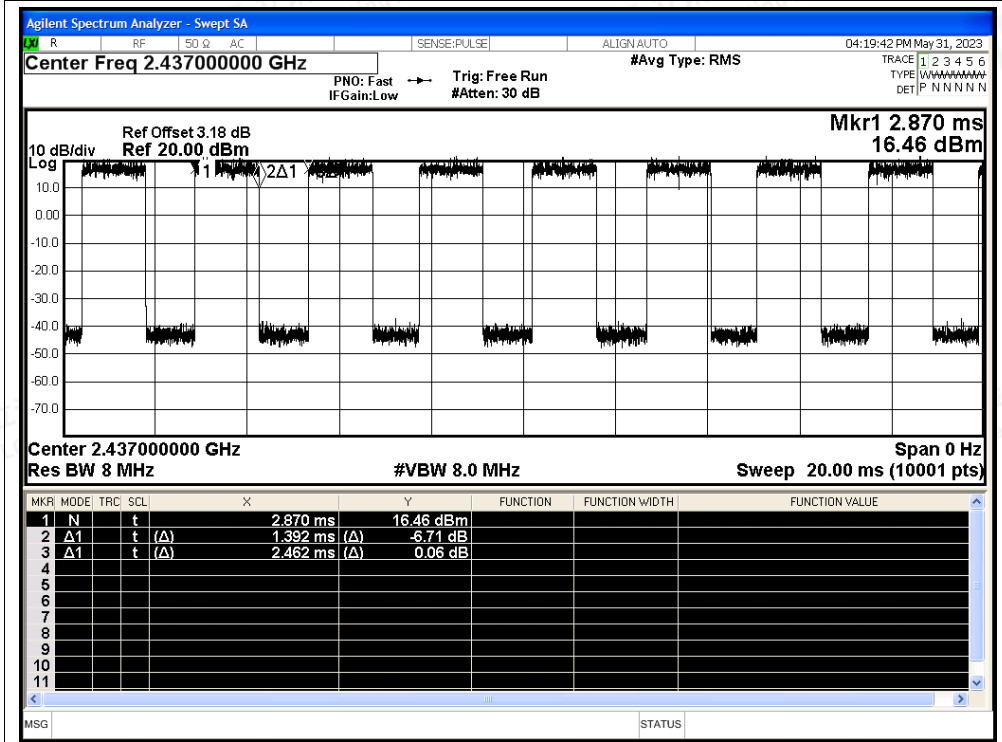 Agilent Spectrum Analyzer - Swept SA
LXI R RF 50 Ω AC SENSE:PULSE ALIGN AUTO 04:19:42 PM May 31, 2023
Center Freq 2.437000000 GHz #Avg Type: RMS TRACE 1 2 3 4 5 6
PNO: Fast Trig: Free Run TYPE WWWWWW
IFGain:Low #Atten: 30 dB DET P N N N N N
Mkr1 2.870 ms
Ref Offset 3.18 dB
10 dB/div Ref 20.00 dBm 16.46 dBm
Log
1 2Δ1
10.0
0.00
-10.0
-20.0
-30.0
-40.0
-50.0
-60.0
-70.0
Center 2.437000000 GHz Span 0 Hz
Res BW 8 MHz #VBW 8.0 MHz Sweep 20.00 ms (10001 pts)
MKR MODE TRC SCL X Y FUNCTION FUNCTION WIDTH FUNCTION VALUE
1 N t 2.870 ms 16.46 dBm
2 Δ1 t (Δ) 1.392 ms (Δ) -6.71 dB
3 Δ1 t (Δ) 2.462 ms (Δ) 0.06 dB
4
5
6
7
8
9
10
11
MSG STATUS